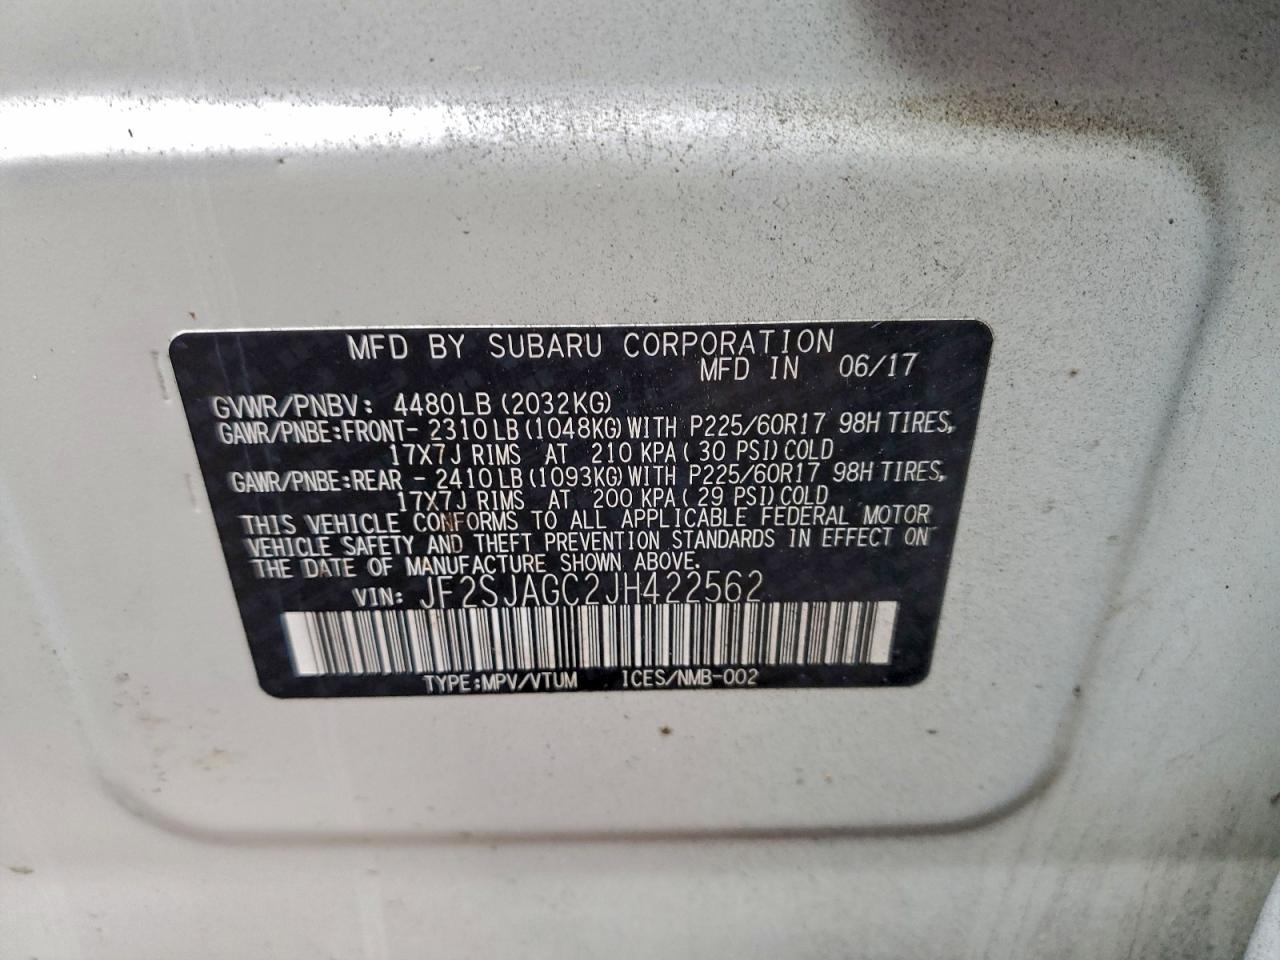 MFD BY SUBARU CORPORATION
MFD IN 06/17
GVWR/PNBV: 4480LB (2032KG)
GAWR/PNBE:FRONT- 2310LB (1048KG) WITH P225/60R17 98H TIRES,
17X7J RIMS AT 210 KPA ( 30 PSI) COLD
GAWR/PNBE:REAR - 2410LB (1093KG) WITH P225/60R17 98H TIRES,
17X7J RIMS AT 200 KPA ( 29 PSI) COLD
THIS VEHICLE CONFORMS TO ALL APPLICABLE FEDERAL MOTOR
VEHICLE SAFETY AND THEFT PREVENTION STANDARDS IN EFFECT ON
THE DATE OF MANUFACTURE SHOWN ABOVE.
VIN: JF2SJAGC2JH422562
TYPE:MPV/VTUM ICES/NMB-002